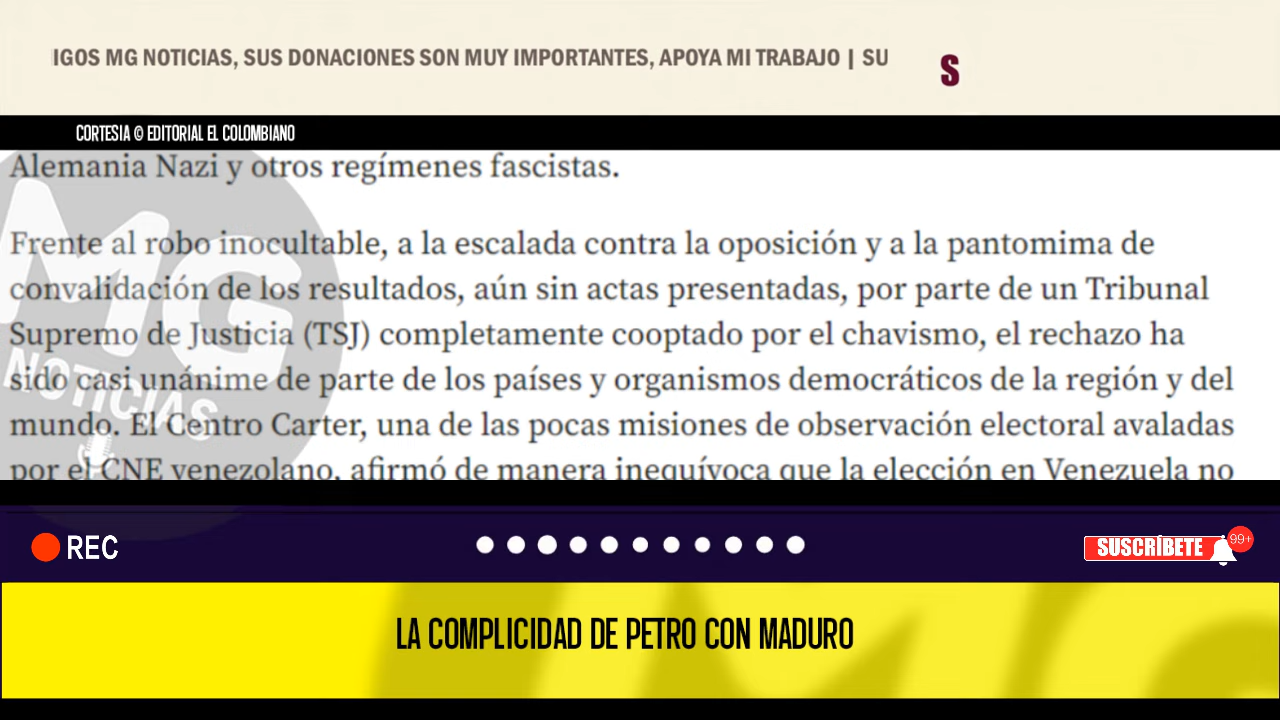 IGOS MG NOTICIAS, SUS DONACIONES SON MUY IMPORTANTES, APOYA MI TRABAJO | SU
S
CORTESIA © EDITORIAL EL COLOMBIANO
Alemania Nazi y otros regímenes fascistas.
Frente al robo inocultable, a la escalada contra la oposición y a la pantomima de
convalidación de los resultados, aún sin actas presentadas, por parte de un Tribunal
Supremo de Justicia (TSJ) completamente cooptado por el chavismo, el rechazo ha
sido casi unánime de parte de los países y organismos democráticos de la región y del
mundo. El Centro Carter, una de las pocas misiones de observación electoral avaladas
por el CNE venezolano, afirmó de manera inequívoca que la elección en Venezuela no
MG
NOTICIAS
REC
SUSCRÍBETE
99+
LA COMPLICIDAD DE PETRO CON MADURO